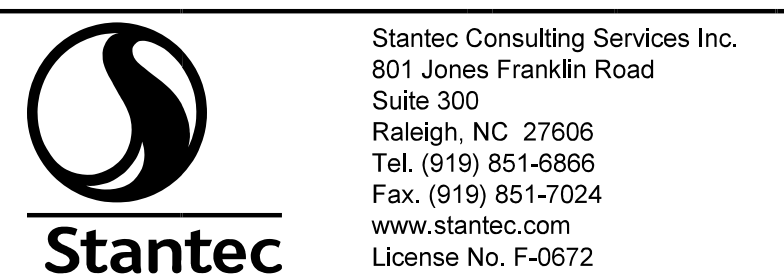 Stantec
Stantec Consulting Services Inc.
801 Jones Franklin Road
Suite 300
Raleigh, NC  27606
Tel. (919) 851-6866
Fax. (919) 851-7024
www.stantec.com
License No. F-0672